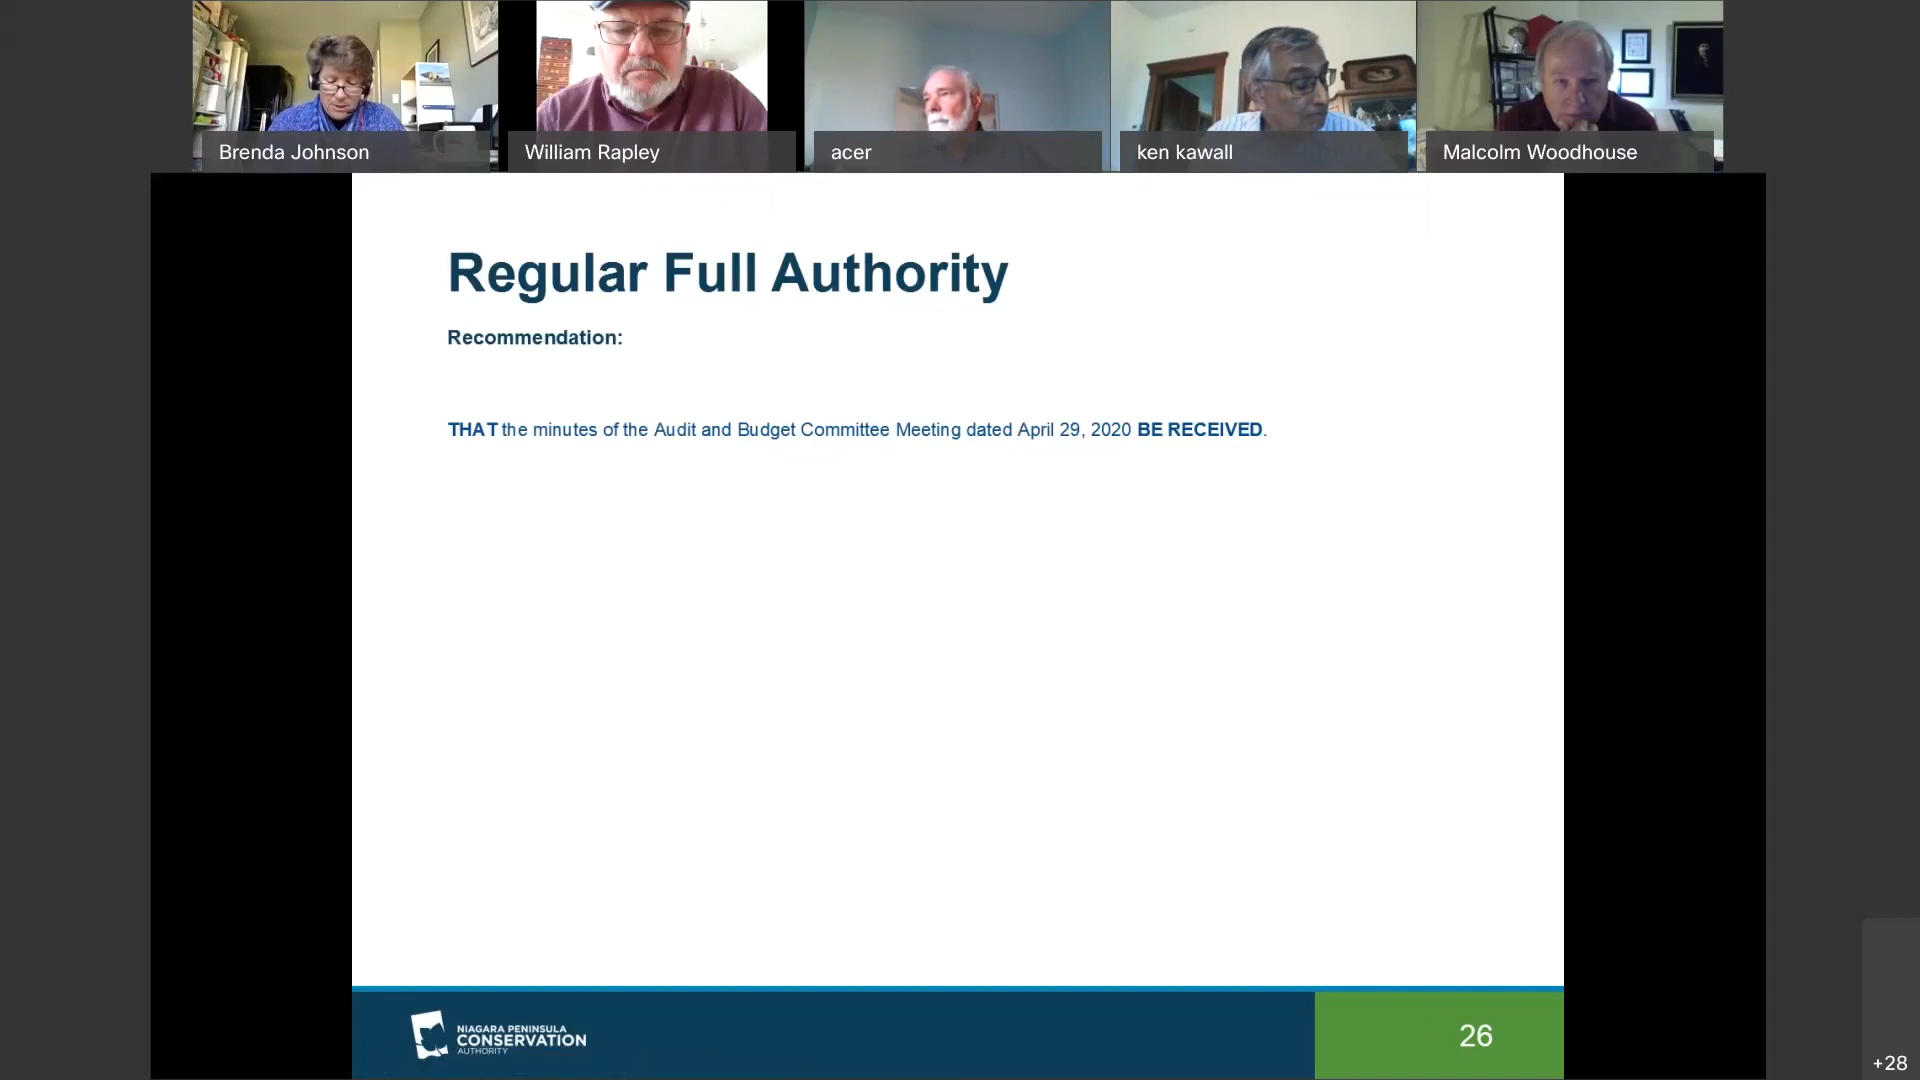 Brenda Johnson
William Rapley
acer
ken kawall
Malcolm Woodhouse
Regular Full Authority
Recommendation:
THAT the minutes of the Audit and Budget Committee Meeting dated April 29, 2020 BE RECEIVED.
NIAGARA PENINSULA
CONSERVATION
AUTHORITY
26
+28